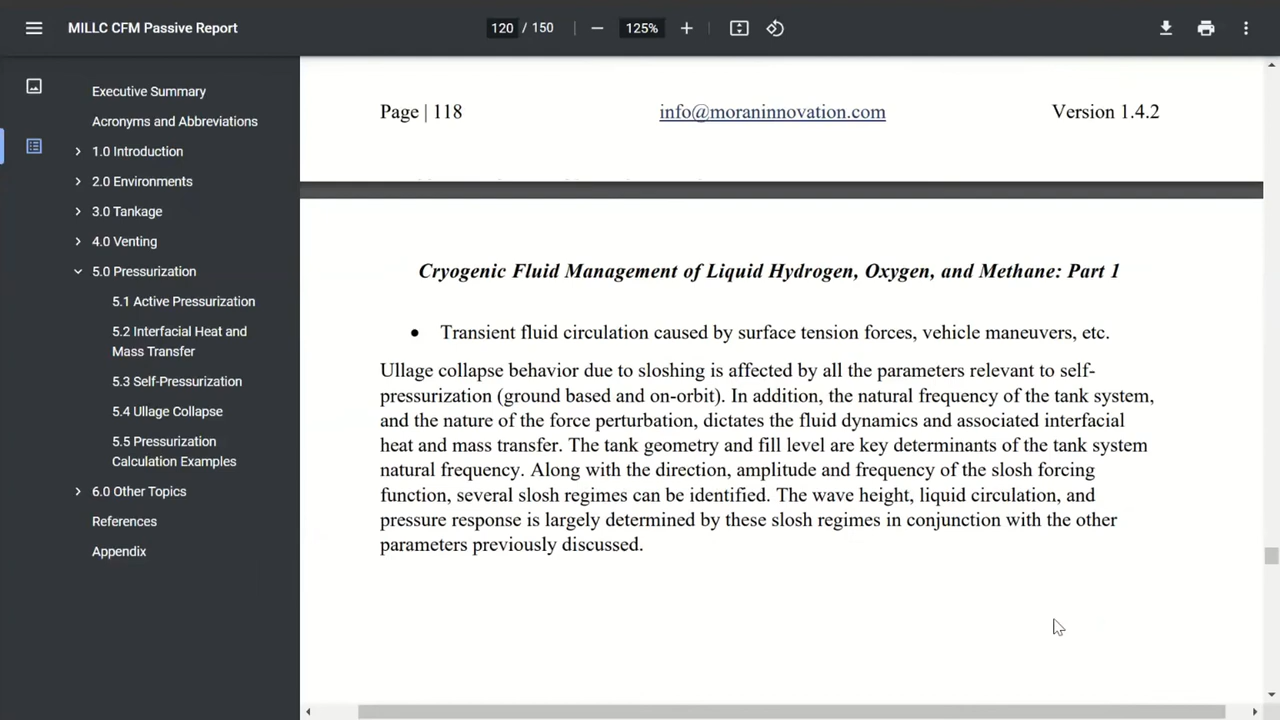 MILLC CFM Passive Report
120 / 150
125%
Executive Summary
Acronyms and Abbreviations
1.0 Introduction
2.0 Environments
3.0 Tankage
4.0 Venting
5.0 Pressurization
5.1 Active Pressurization
5.2 Interfacial Heat and
Mass Transfer
5.3 Self-Pressurization
5.4 Ullage Collapse
5.5 Pressurization
Calculation Examples
6.0 Other Topics
References
Appendix
Page | 118
info@moraninnovation.com
Version 1.4.2
Cryogenic Fluid Management of Liquid Hydrogen, Oxygen, and Methane: Part 1
• Transient fluid circulation caused by surface tension forces, vehicle maneuvers, etc.
Ullage collapse behavior due to sloshing is affected by all the parameters relevant to self-
pressurization (ground based and on-orbit). In addition, the natural frequency of the tank system,
and the nature of the force perturbation, dictates the fluid dynamics and associated interfacial
heat and mass transfer. The tank geometry and fill level are key determinants of the tank system
natural frequency. Along with the direction, amplitude and frequency of the slosh forcing
function, several slosh regimes can be identified. The wave height, liquid circulation, and
pressure response is largely determined by these slosh regimes in conjunction with the other
parameters previously discussed.